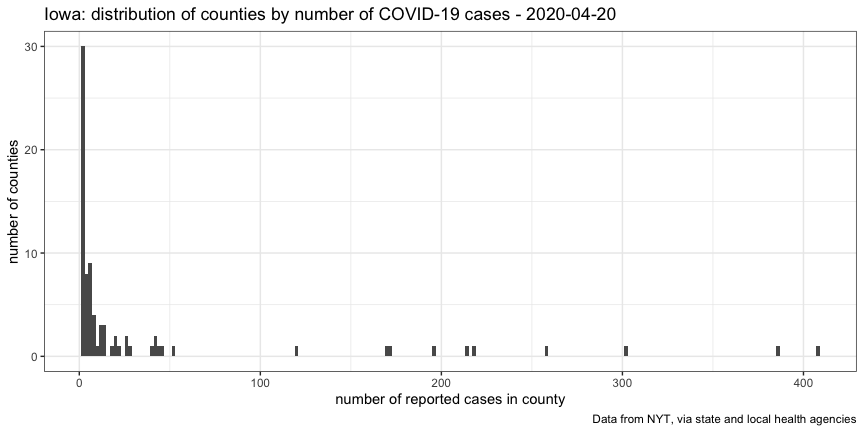 Iowa: distribution of counties by number of COVID-19 cases - 2020-04-20
number of counties
30
20
10
0
0 100 200 300 400
number of reported cases in county
Data from NYT, via state and local health agencies